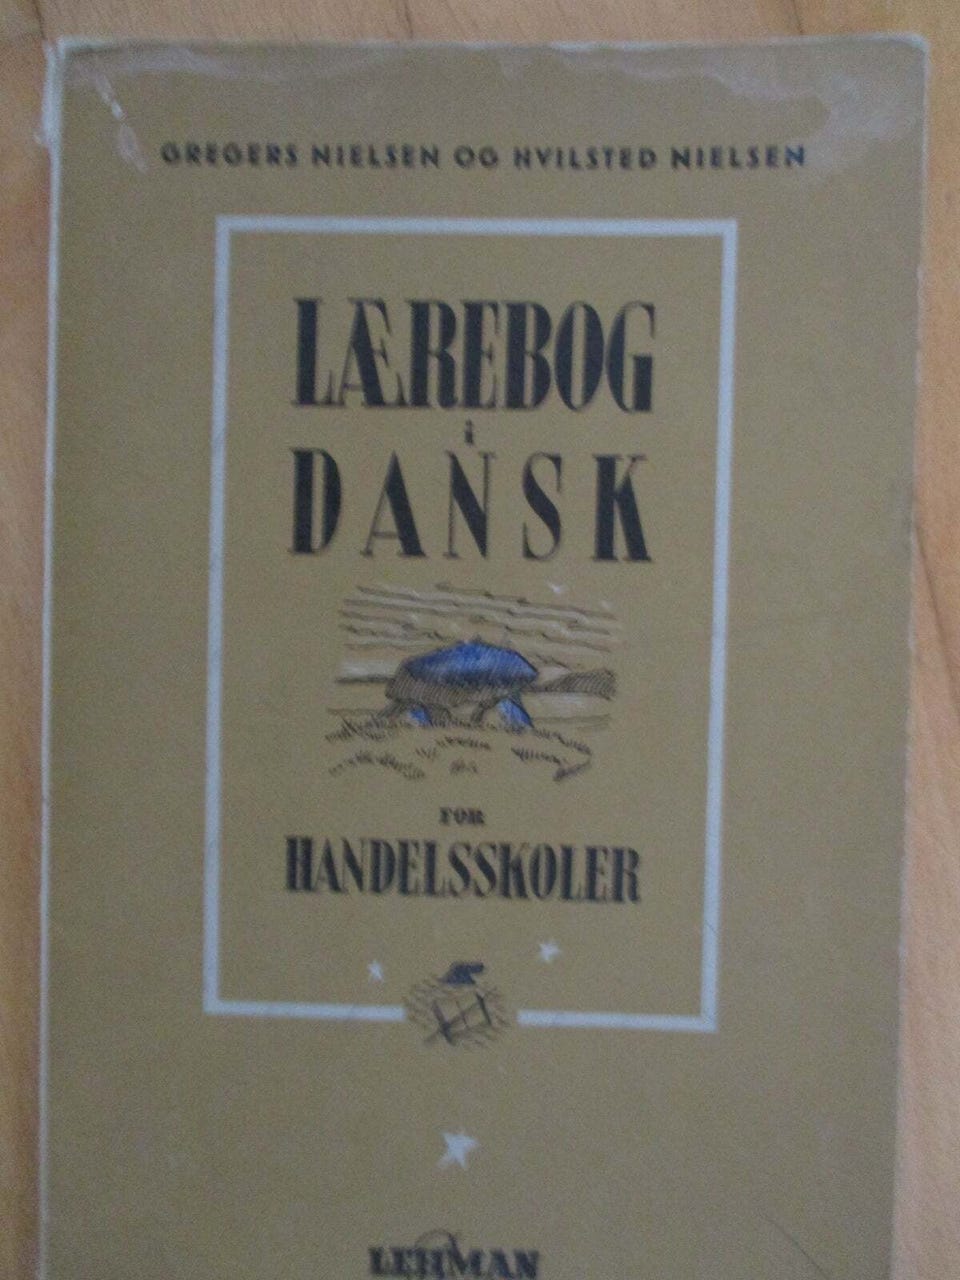 GREGERS NIELSEN OG HVILSTED NIELSEN
LÆREBOG
i
DANSK
FOR
HANDELSSKOLER
LEHMAN